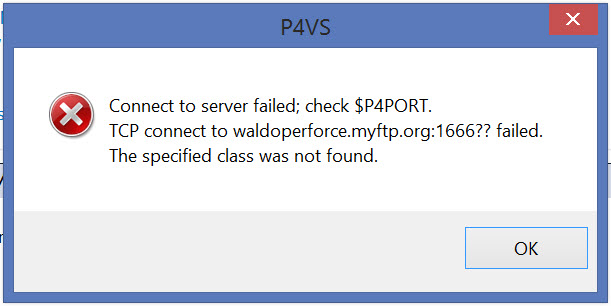 P4VS
Connect to server failed; check $P4PORT.
TCP connect to waldoperforce.myftp.org:1666?? failed.
The specified class was not found.
OK